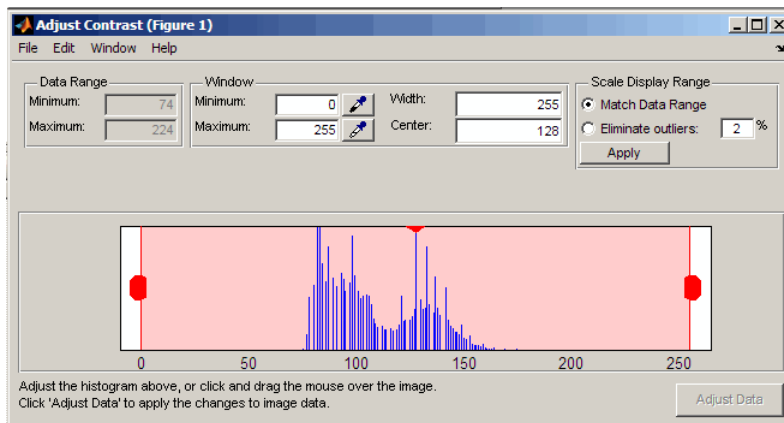 Adjust Contrast (Figure 1)
File Edit Window Help
Data Range
Minimum: 74
Maximum: 224
Window
Minimum: 0
Maximum: 255
Width: 255
Center: 128
Scale Display Range
Match Data Range
Eliminate outliers: 2 %
Apply
0 50 100 150 200 250
Adjust the histogram above, or click and drag the mouse over the image.
Click 'Adjust Data' to apply the changes to image data.
Adjust Data